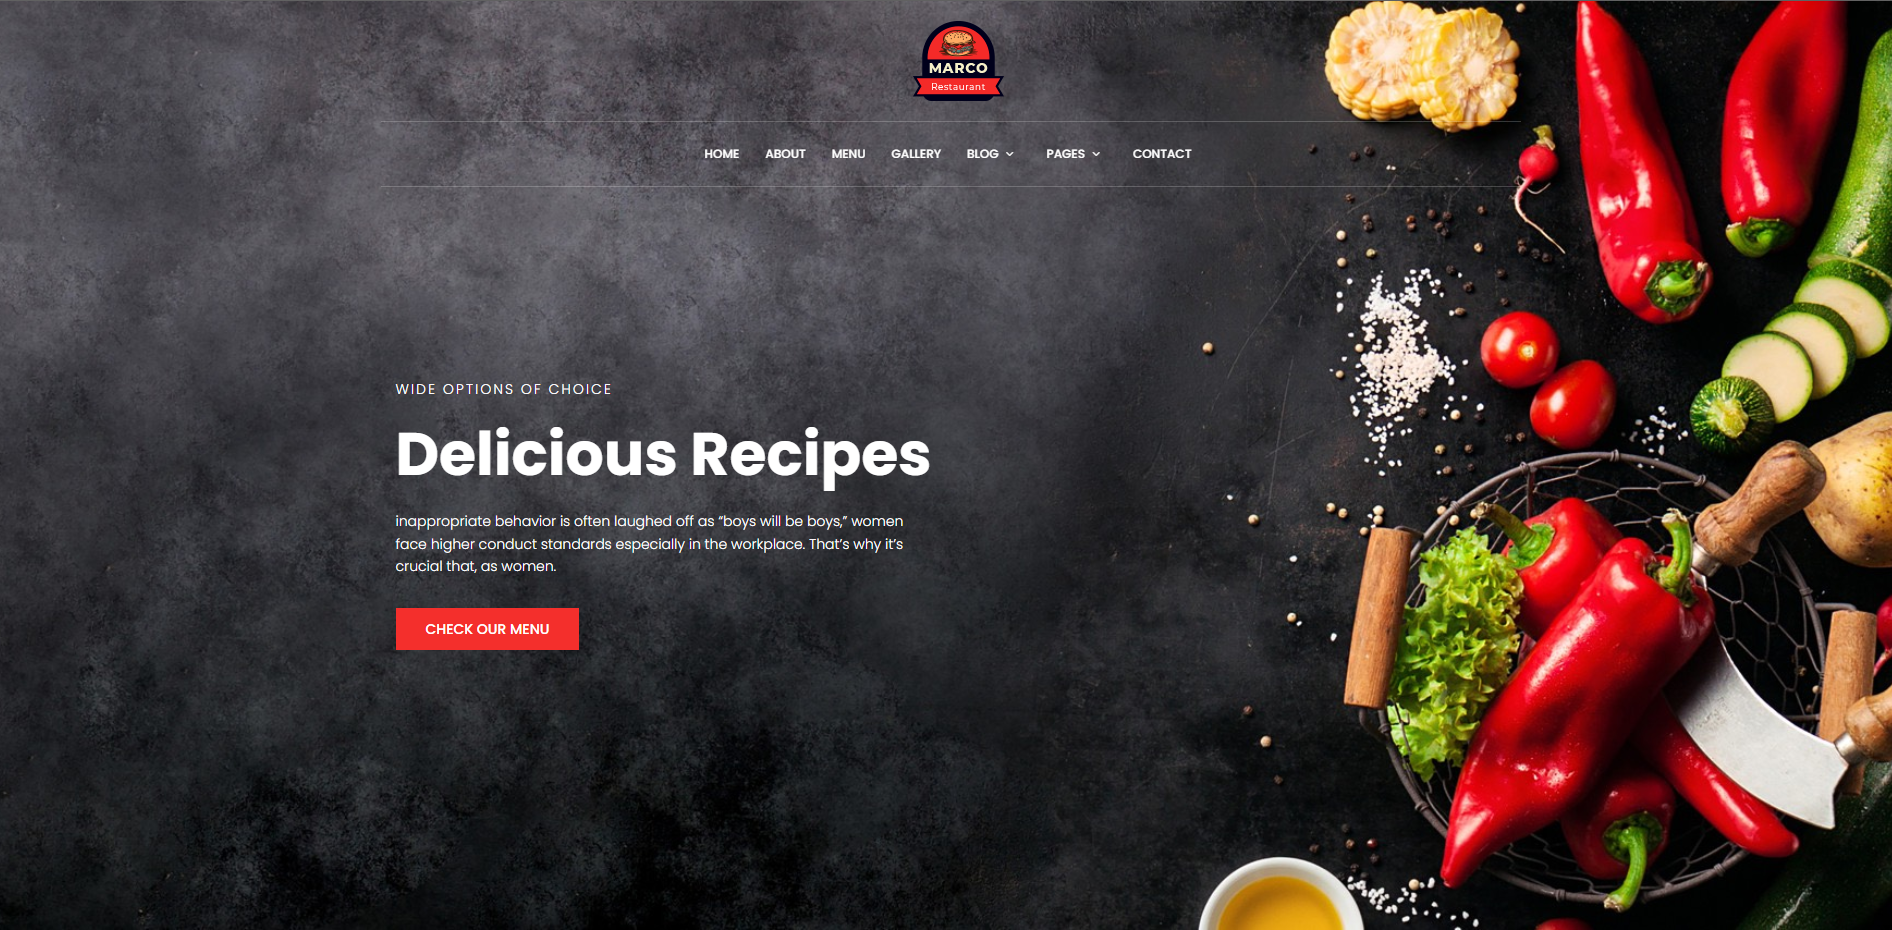 MARCO
Restaurant
HOME ABOUT MENU GALLERY BLOG PAGES CONTACT
WIDE OPTIONS OF CHOICE
Delicious Recipes
inappropriate behavior is often laughed off as “boys will be boys,” women
face higher conduct standards especially in the workplace. That’s why it’s
crucial that, as women.
CHECK OUR MENU